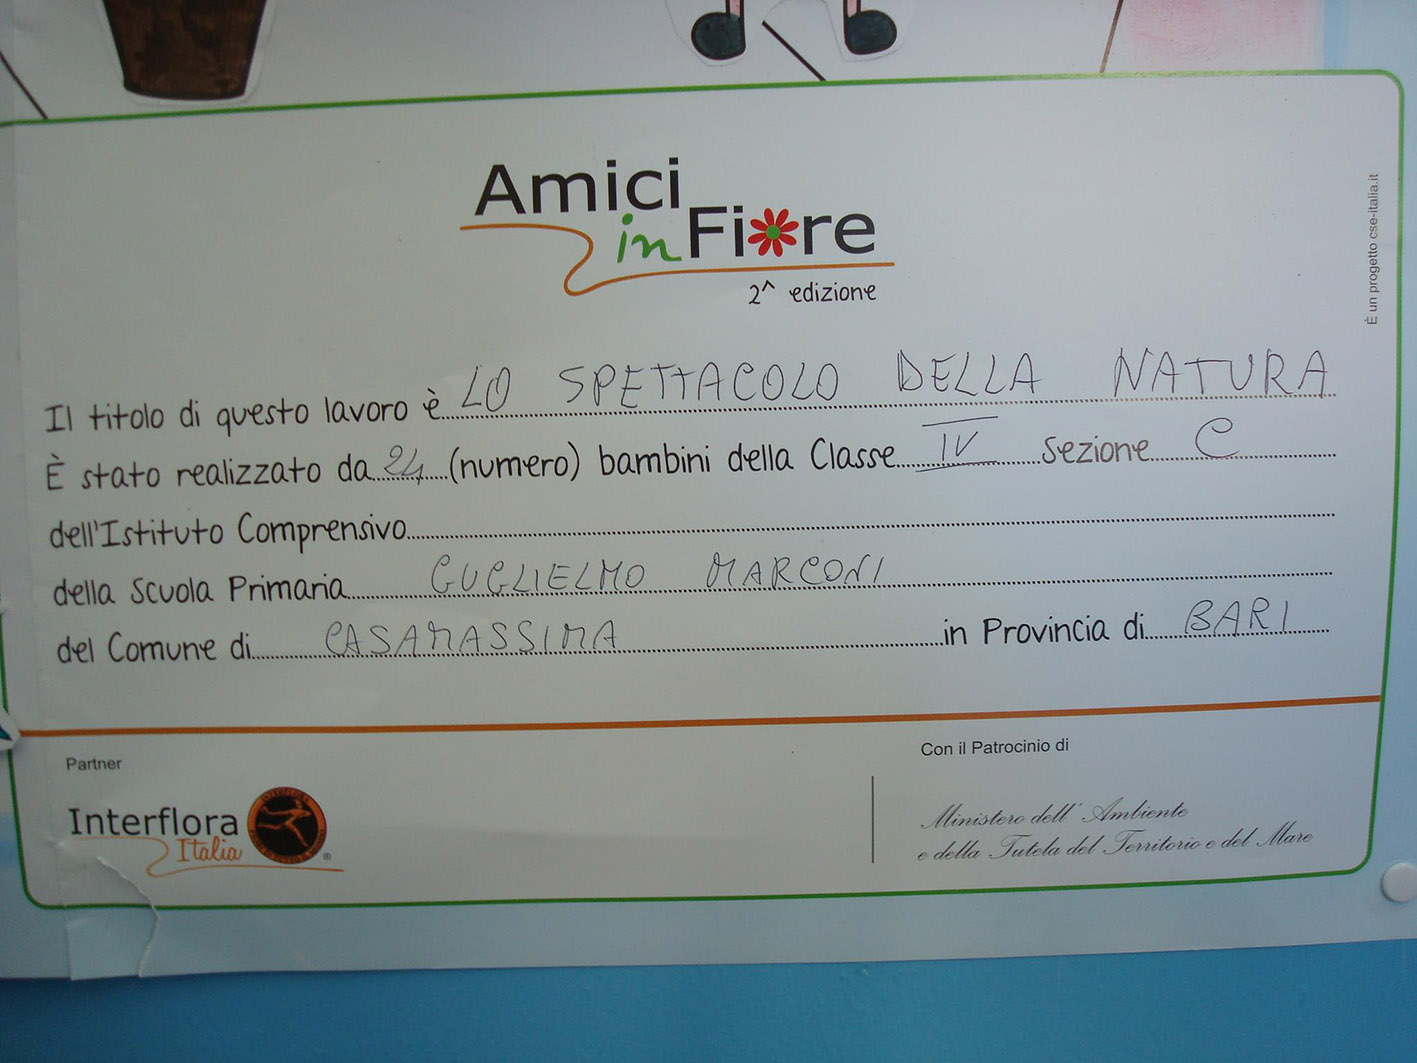 Amici
in Fiore
2^ edizione
È un progetto cse-italia.it
Il titolo di questo lavoro è LO SPETTACOLO DELLA NATURA
È stato realizzato da 24 (numero) bambini della Classe IV Sezione C
dell'Istituto Comprensivo
della Scuola Primaria GUGLIELMO MARCONI
del Comune di CASAMASSIMA in Provincia di BARI
Partner
Interflora
Italia
Con il Patrocinio di
Ministero dell' Ambiente
e della Tutela del Territorio e del Mare